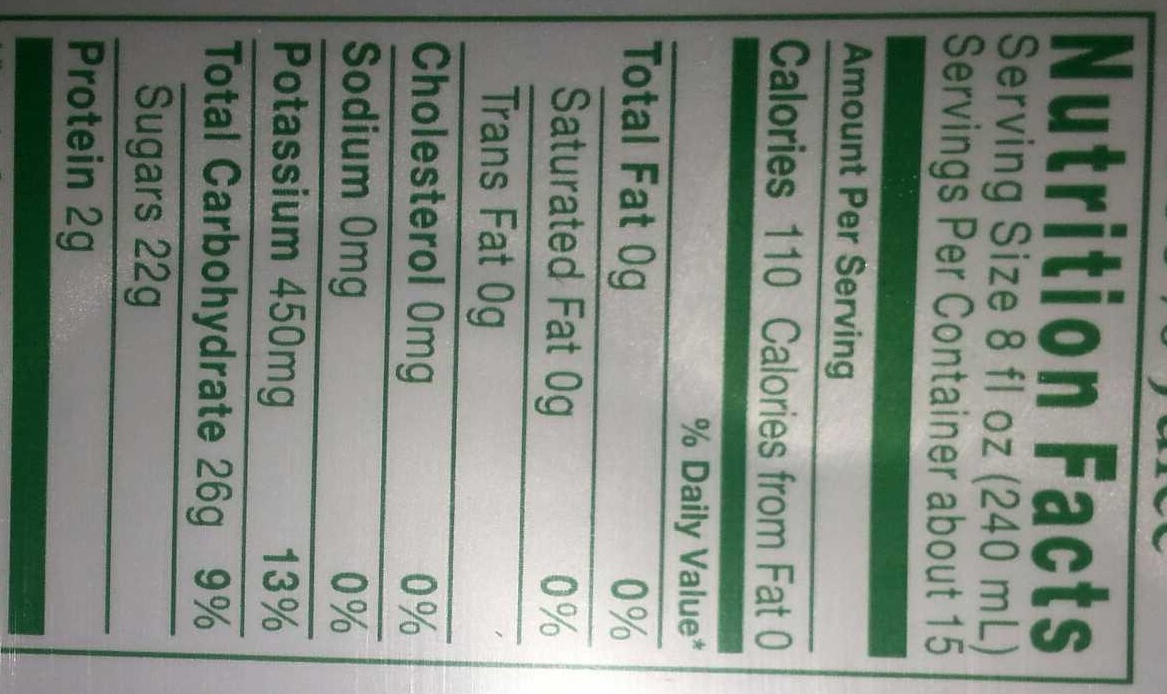 Juice
Nutrition Facts
Serving Size 8 fl oz (240 mL)
Servings Per Container about 15
Amount Per Serving
Calories 110 Calories from Fat 0
% Daily Value*
Total Fat 0g 0%
Saturated Fat 0g 0%
Trans Fat 0g
Cholesterol 0mg 0%
Sodium 0mg 0%
Potassium 450mg 13%
Total Carbohydrate 26g 9%
Sugars 22g
Protein 2g